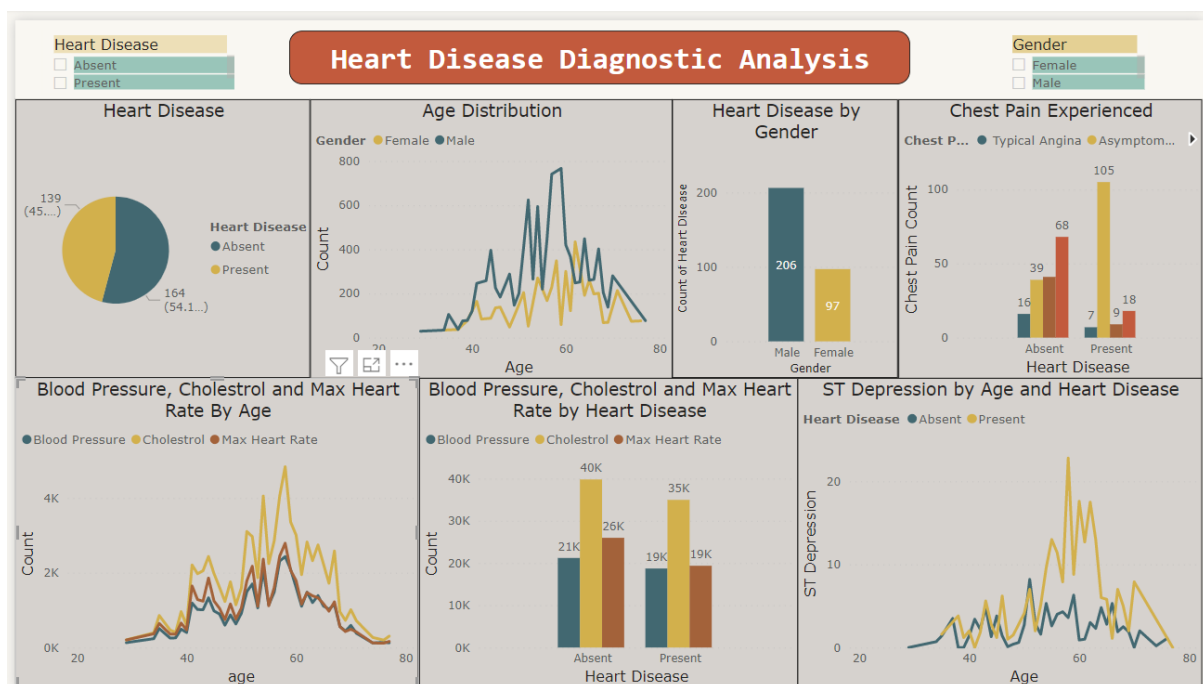 Heart Disease
Absent
Present
Heart Disease Diagnostic Analysis
Gender
Female
Male
Heart Disease
139
(45....)
164
(54.1...)
Heart Disease
Absent
Present
Age Distribution
Gender Female Male
Count
800
600
400
200
0
20 40 60 80
Age
Heart Disease by
Gender
Count of Heart Disease
200
100
0
206
97
Male Female
Gender
Chest Pain Experienced
Chest P... Typical Angina Asymptom...
Chest Pain Count
100
50
0
16
39
68
7
105
9
18
Absent Present
Heart Disease
Blood Pressure, Cholestrol and Max Heart
Rate By Age
Blood Pressure Cholestrol Max Heart Rate
Count
4K
2K
0K
20 40 60 80
age
Blood Pressure, Cholestrol and Max Heart
Rate by Heart Disease
Blood Pressure Cholestrol Max Heart Rate
Count
40K
30K
20K
10K
0K
21K
40K
26K
19K
35K
19K
Absent Present
Heart Disease
ST Depression by Age and Heart Disease
Heart Disease Absent Present
ST Depression
20
10
0
20 40 60 80
Age